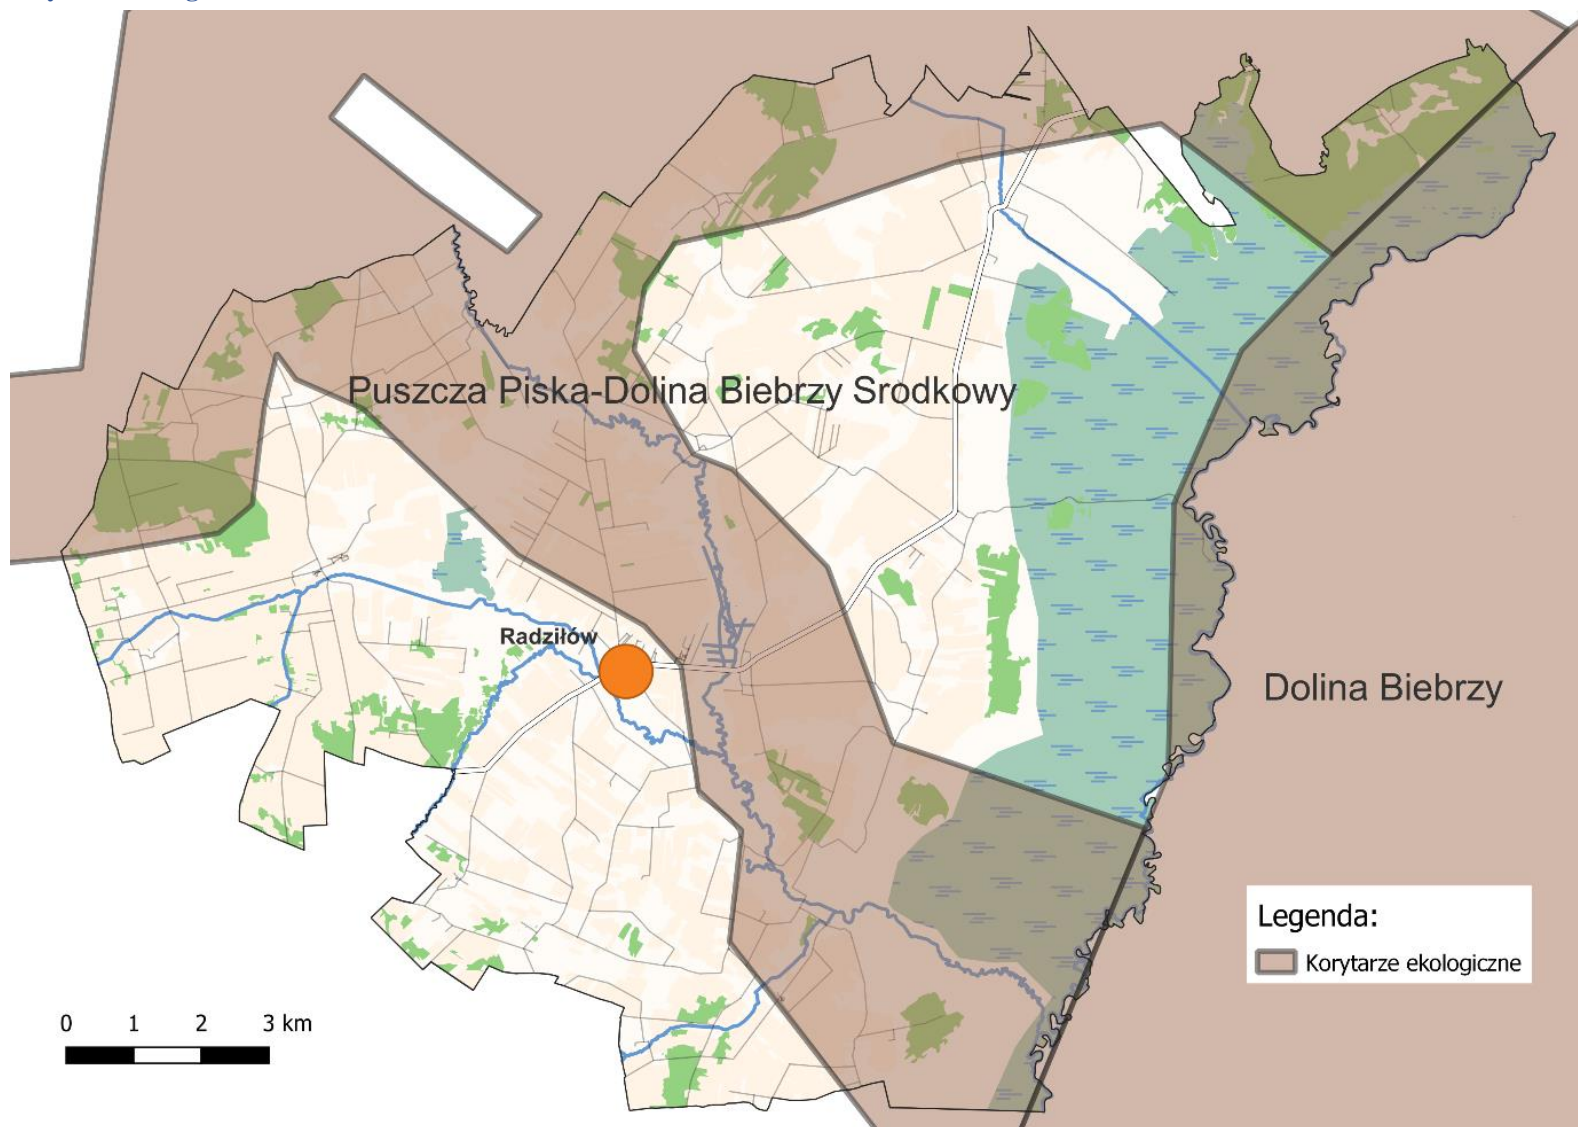 Puszcza Piska-Dolina Biebrzy Srodkowy
Radziłów
Dolina Biebrzy
Legenda:
Korytarze ekologiczne
0 1 2 3 km